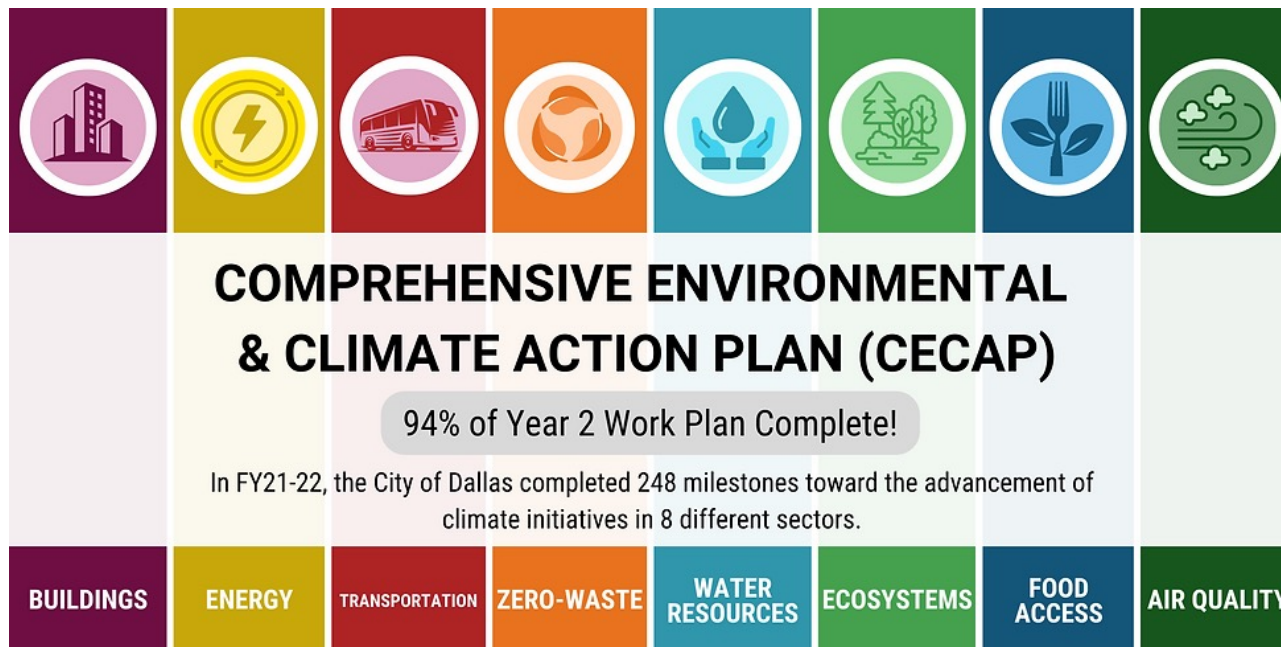 COMPREHENSIVE ENVIRONMENTAL
& CLIMATE ACTION PLAN (CECAP)
94% of Year 2 Work Plan Complete!
In FY21-22, the City of Dallas completed 248 milestones toward the advancement of
climate initiatives in 8 different sectors.
BUILDINGS
ENERGY
TRANSPORTATION
ZERO-WASTE
WATER
RESOURCES
ECOSYSTEMS
FOOD
ACCESS
AIR QUALITY